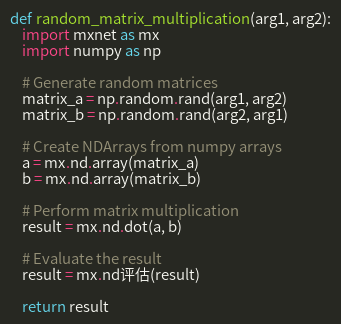 def random_matrix_multiplication(arg1, arg2):
import mxnet as mx
import numpy as np
# Generate random matrices
matrix_a = np.random.rand(arg1, arg2)
matrix_b = np.random.rand(arg2, arg1)
# Create NDArrays from numpy arrays
a = mx.nd.array(matrix_a)
b = mx.nd.array(matrix_b)
# Perform matrix multiplication
result = mx.nd.dot(a, b)
# Evaluate the result
result = mx.nd评估(result)
return result